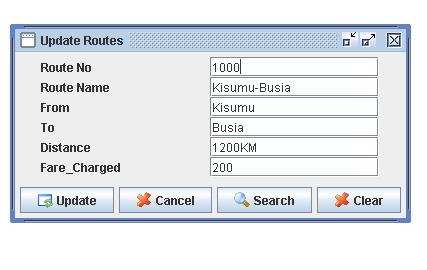 Update Routes
Route No 1000
Route Name Kisumu-Busia
From Kisumu
To Busia
Distance 1200KM
Fare_Charged 200
Update Cancel Search Clear